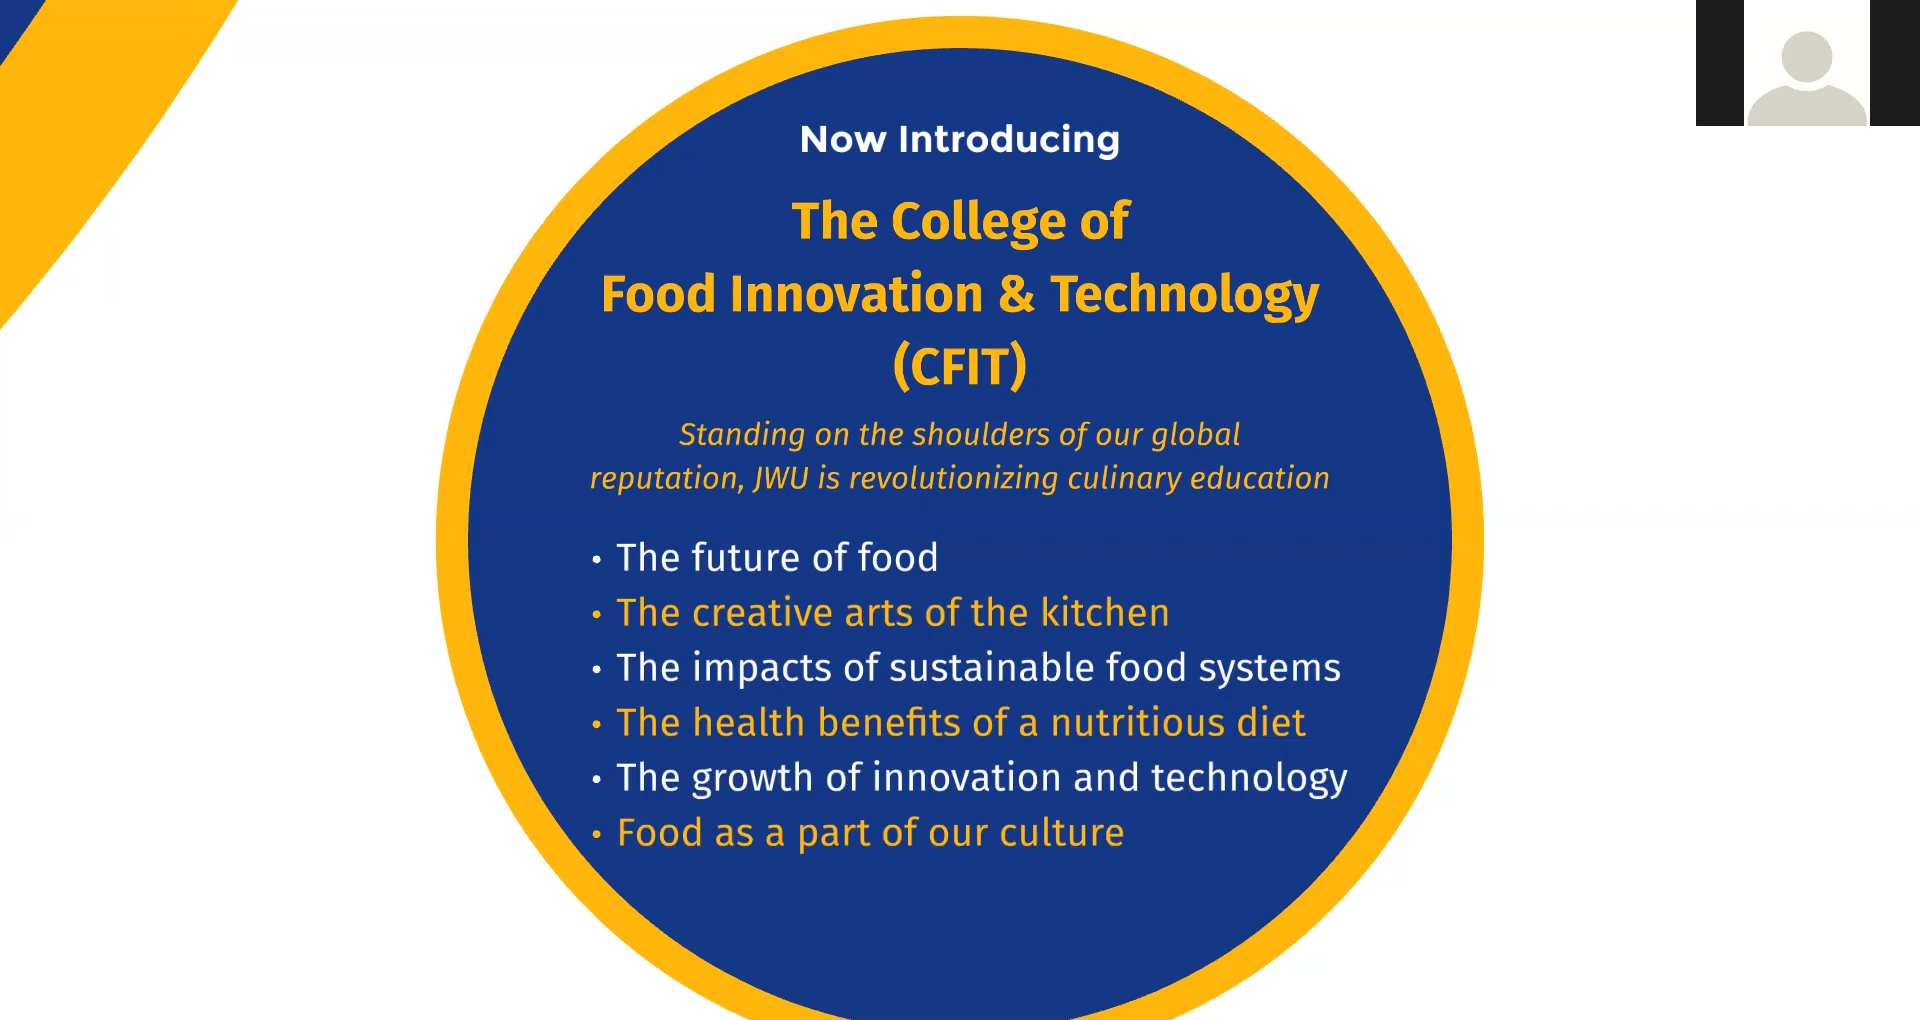 Now Introducing
The College of
Food Innovation & Technology
(CFIT)
Standing on the shoulders of our global
reputation, JWU is revolutionizing culinary education
• The future of food
• The creative arts of the kitchen
• The impacts of sustainable food systems
• The health benefits of a nutritious diet
• The growth of innovation and technology
• Food as a part of our culture